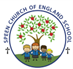 SPEEN CHURCH OF ENGLAND SCHOOL